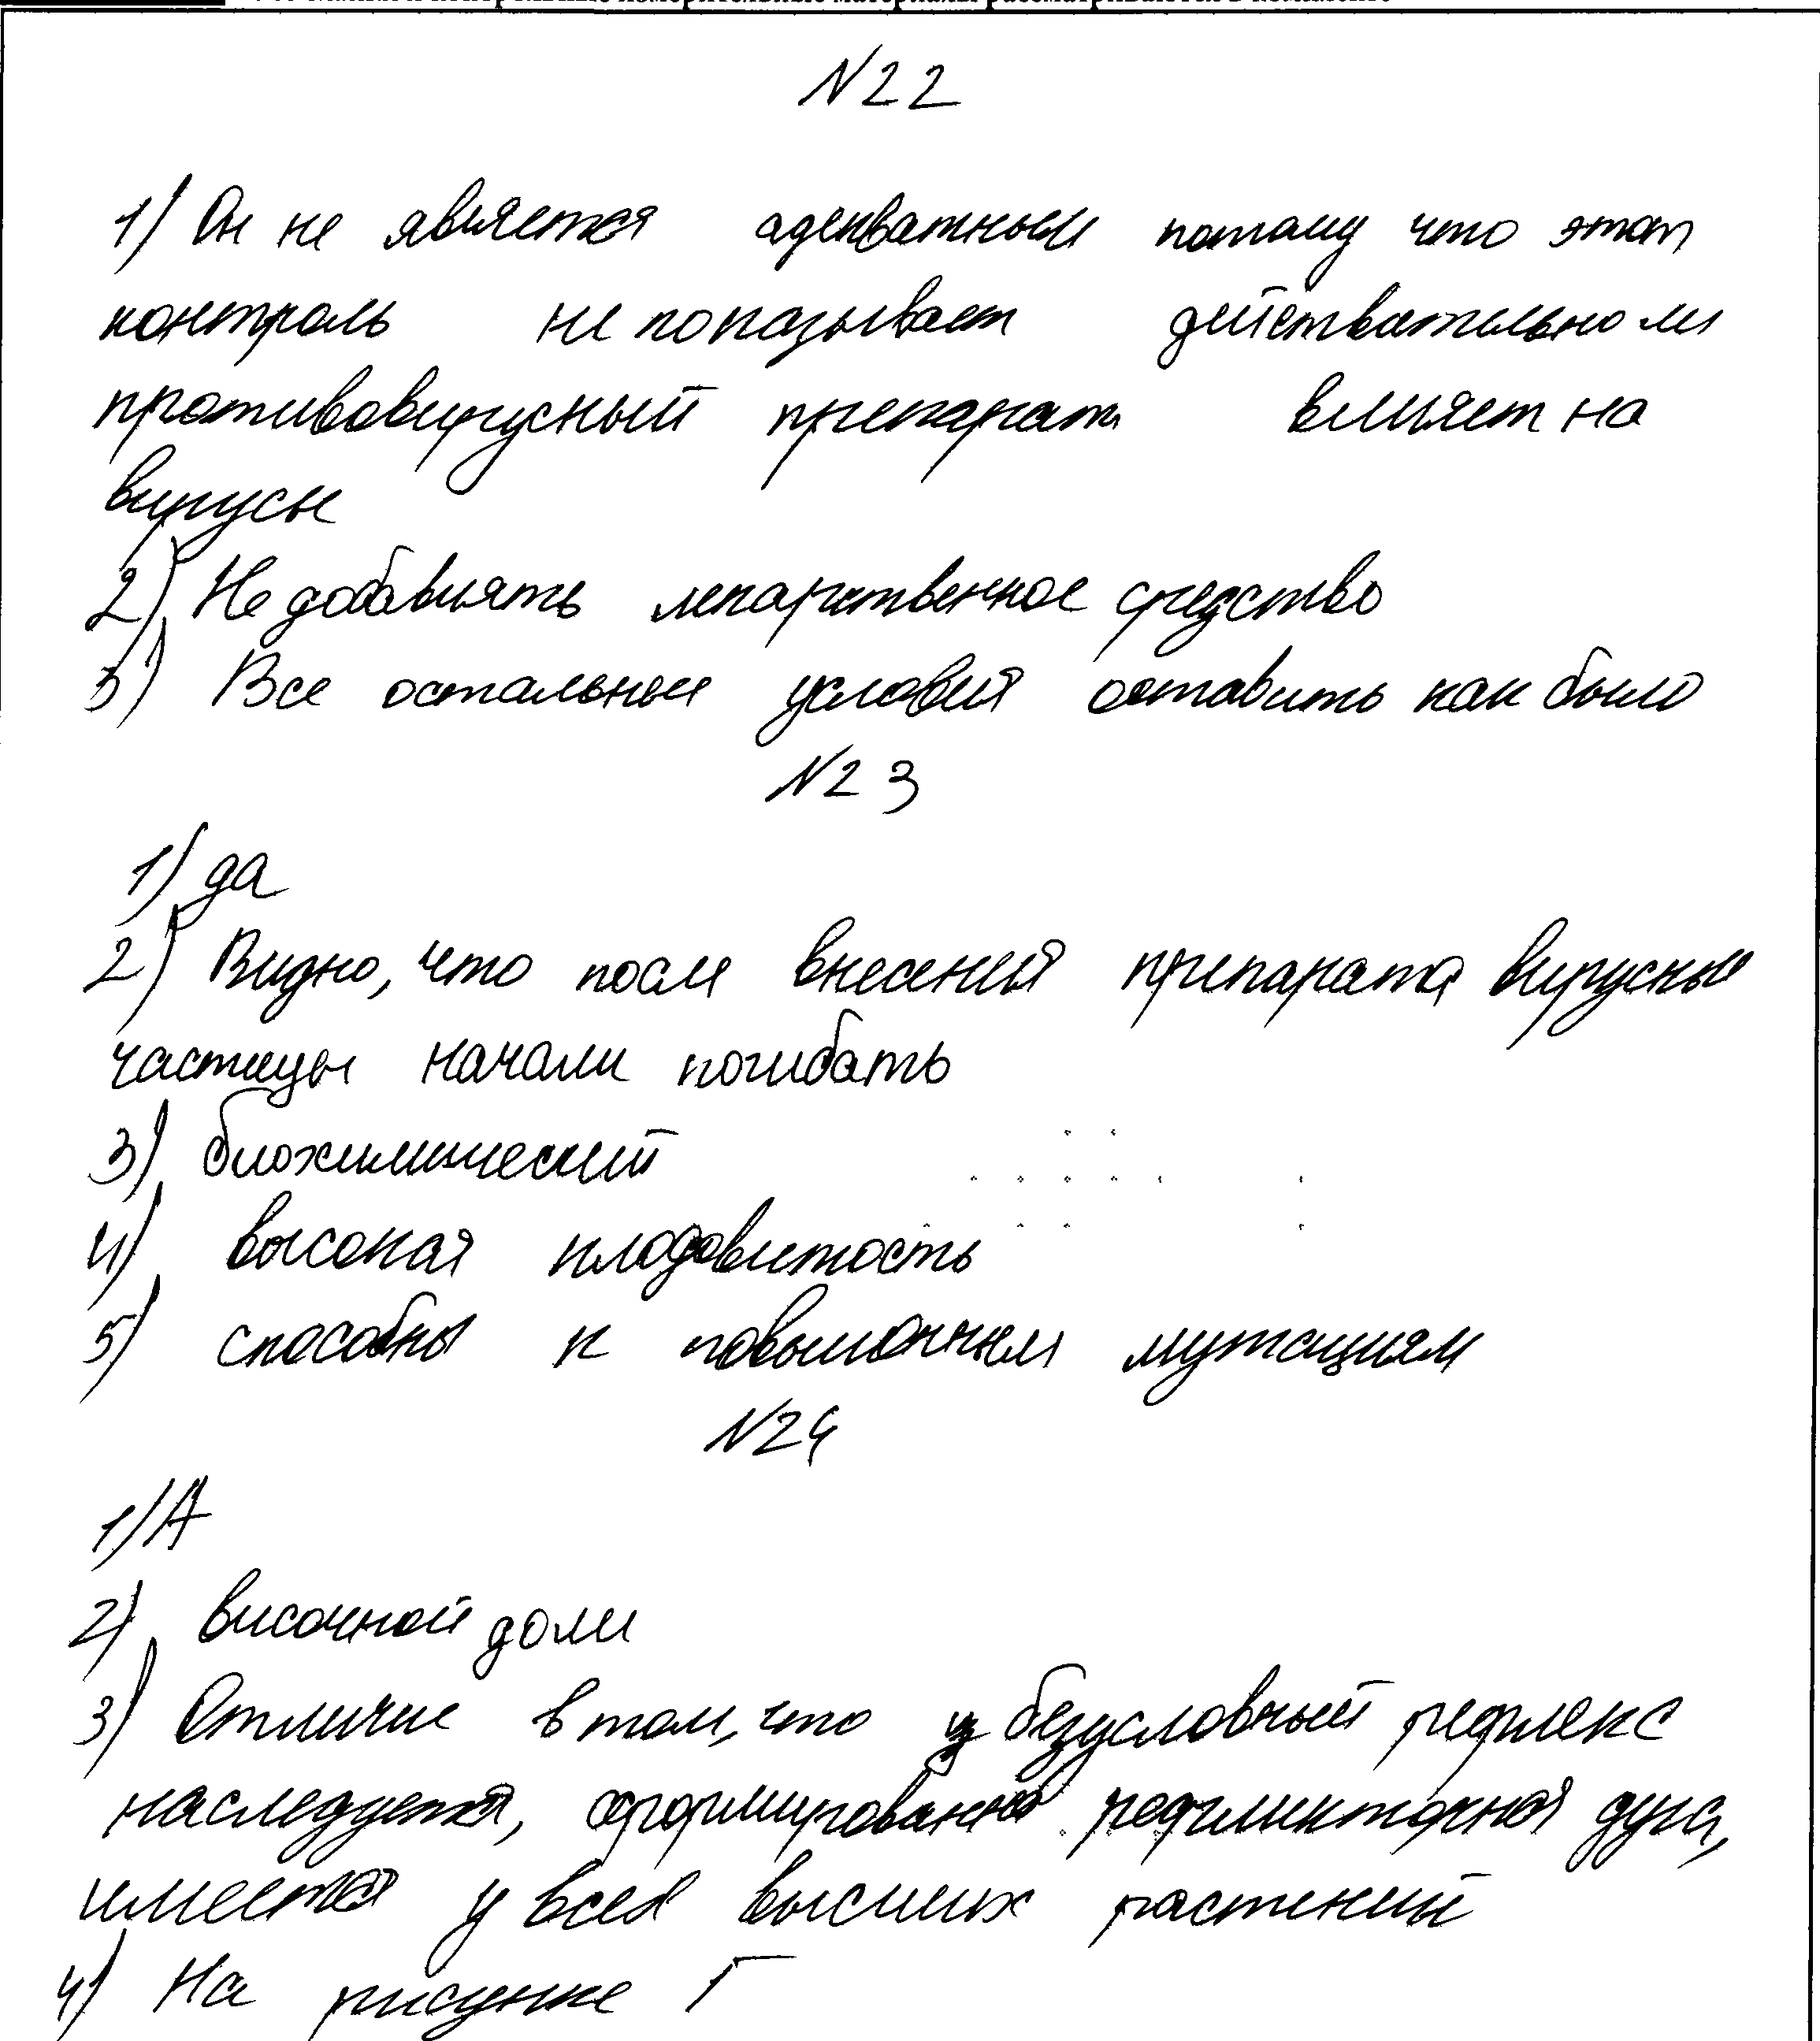 N22
1) Он не является адекватным потому что этот
контроль не показывает действительно ли
противовирусный препарат влияет на
вирусы
2) Не добавлять лекарственное средство
3) Все остальные условия оставить как было
N23
1) да
2) Видно, что после внесения препарата вирусные
частицы начали погибать
3) биохимический
4) высокая плодовитость
5) способны к повышенным мутациям
N24
1) А
2) височной доли
3) Отличие в том, что безусловный рефлекс
наследуется, сформирована рефлекторная дуга,
имеется у всех высших растений
4) На рисунке Г